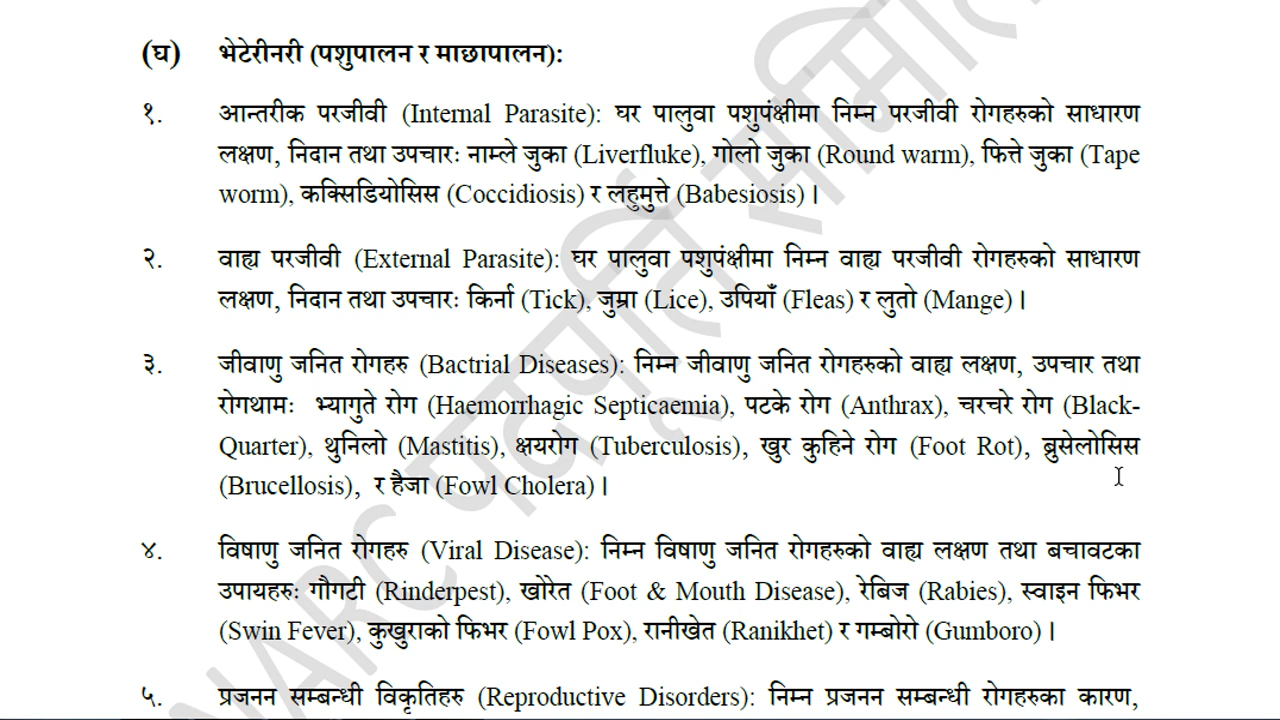 (घ) भेटेरीनरी (पशुपालन र माछापालन):
१. आन्तरीक परजीवी (Internal Parasite): घर पालुवा पशुपंक्षीमा निम्न परजीवी रोगहरुको साधारण
लक्षण, निदान तथा उपचारः नाम्ले जुका (Liverfluke), गोलो जुका (Round warm), फित्ते जुका (Tape
worm), कक्सिडियोसिस (Coccidiosis) र लहुमुत्ते (Babesiosis) ।
२. वाह्य परजीवी (External Parasite): घर पालुवा पशुपंक्षीमा निम्न वाह्य परजीवी रोगहरुको साधारण
लक्षण, निदान तथा उपचारः किर्ना (Tick), जुम्रा (Lice), उपियाँ (Fleas) र लुतो (Mange) ।
३. जीवाणु जनित रोगहरु (Bactrial Diseases): निम्न जीवाणु जनित रोगहरुको वाह्य लक्षण, उपचार तथा
रोगथामः भ्यागुते रोग (Haemorrhagic Septicaemia), पटके रोग (Anthrax), चरचरे रोग (Black-
Quarter), थुनिलो (Mastitis), क्षयरोग (Tuberculosis), खुर कुहिने रोग (Foot Rot), ब्रुसेलोसिस
(Brucellosis), र हैजा (Fowl Cholera) ।
४. विषाणु जनित रोगहरु (Viral Disease): निम्न विषाणु जनित रोगहरुको वाह्य लक्षण तथा बचावटका
उपायहरुः गौगटी (Rinderpest), खोरेत (Foot & Mouth Disease), रेबिज (Rabies), स्वाइन फिभर
(Swin Fever), कुखुराको फिभर (Fowl Pox), रानीखेत (Ranikhet) र गम्बोरो (Gumboro) ।
५. प्रजनन सम्बन्धी विकृतिहरु (Reproductive Disorders): निम्न प्रजनन सम्बन्धी रोगहरुका कारण,
NARC पदपूर्ति समिति